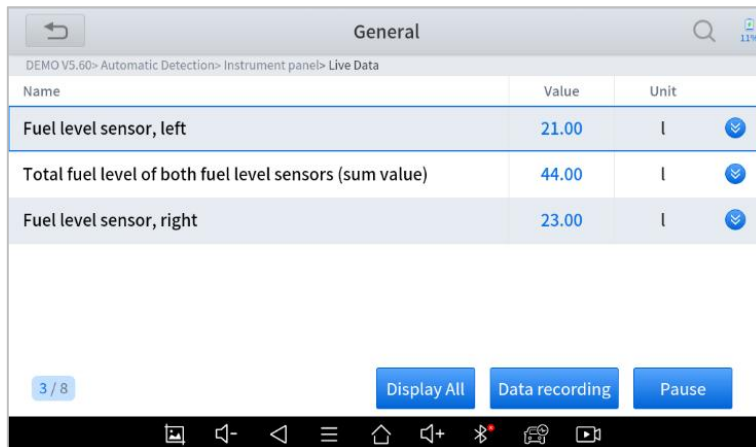 General
11%
DEMO V5.60> Automatic Detection> Instrument panel> Live Data
Name Value Unit
Fuel level sensor, left 21.00 l
Total fuel level of both fuel level sensors (sum value) 44.00 l
Fuel level sensor, right 23.00 l
3 / 8 Display All Data recording Pause